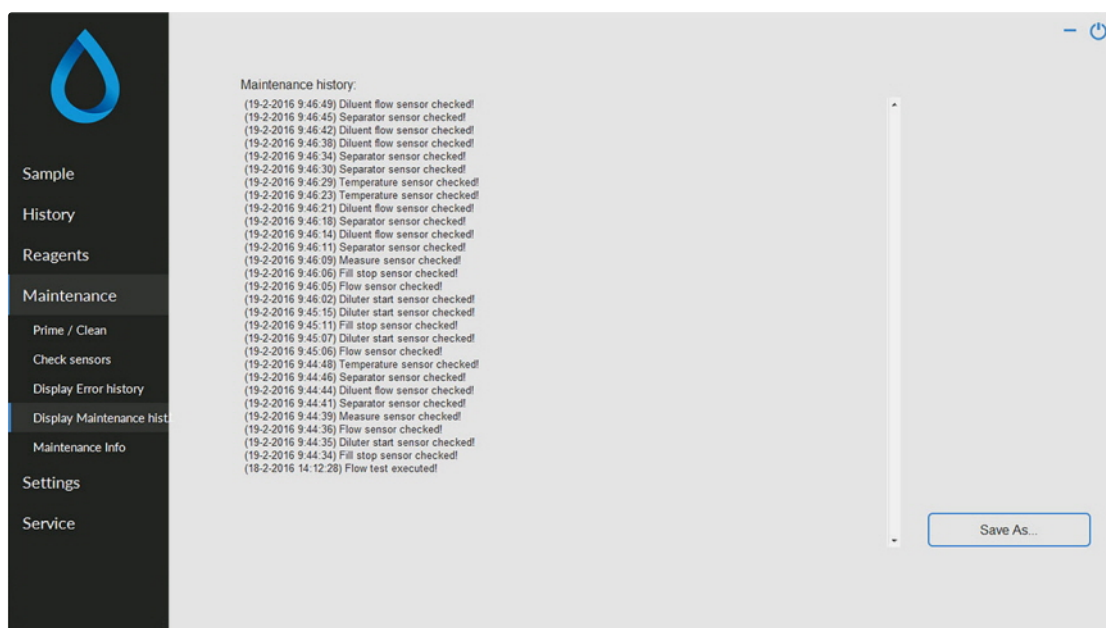 Sample
History
Reagents
Maintenance
Prime / Clean
Check sensors
Display Error history
Display Maintenance hist
Maintenance Info
Settings
Service
Maintenance history:
(19-2-2016 9:46:49) Diluent flow sensor checked!
(19-2-2016 9:46:45) Separator sensor checked!
(19-2-2016 9:46:42) Diluent flow sensor checked!
(19-2-2016 9:46:38) Diluent flow sensor checked!
(19-2-2016 9:46:34) Separator sensor checked!
(19-2-2016 9:46:30) Separator sensor checked!
(19-2-2016 9:46:29) Temperature sensor checked!
(19-2-2016 9:46:23) Temperature sensor checked!
(19-2-2016 9:46:21) Diluent flow sensor checked!
(19-2-2016 9:46:18) Separator sensor checked!
(19-2-2016 9:46:14) Diluent flow sensor checked!
(19-2-2016 9:46:11) Separator sensor checked!
(19-2-2016 9:46:09) Measure sensor checked!
(19-2-2016 9:46:06) Fill stop sensor checked!
(19-2-2016 9:46:05) Flow sensor checked!
(19-2-2016 9:46:02) Diluter start sensor checked!
(19-2-2016 9:45:15) Diluter start sensor checked!
(19-2-2016 9:45:11) Fill stop sensor checked!
(19-2-2016 9:45:07) Diluter start sensor checked!
(19-2-2016 9:45:06) Flow sensor checked!
(19-2-2016 9:44:48) Temperature sensor checked!
(19-2-2016 9:44:46) Separator sensor checked!
(19-2-2016 9:44:44) Diluent flow sensor checked!
(19-2-2016 9:44:41) Separator sensor checked!
(19-2-2016 9:44:39) Measure sensor checked!
(19-2-2016 9:44:36) Flow sensor checked!
(19-2-2016 9:44:35) Diluter start sensor checked!
(19-2-2016 9:44:34) Fill stop sensor checked!
(18-2-2016 14:12:28) Flow test executed!
Save As...